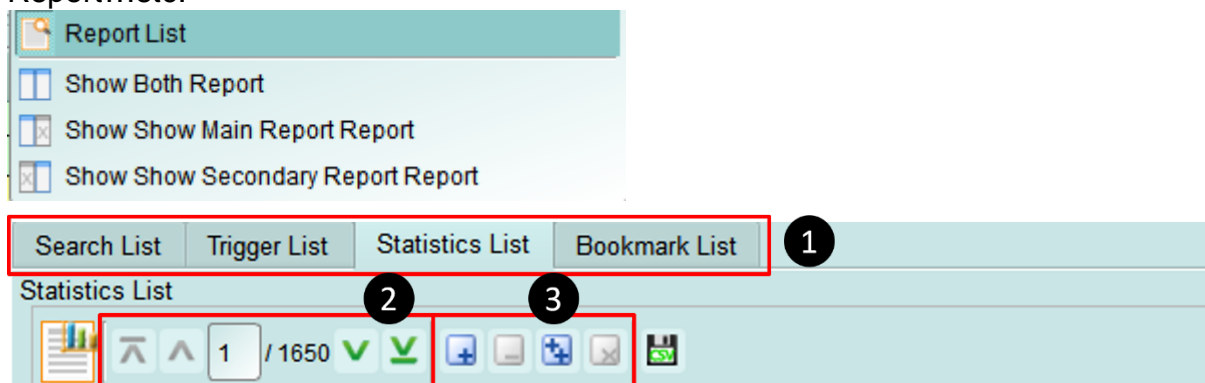 Report List
Show Both Report
Show Show Main Report Report
Show Show Secondary Report Report
Search List Trigger List Statistics List Bookmark List 1
Statistics List 2 3
1 / 1650 CSV